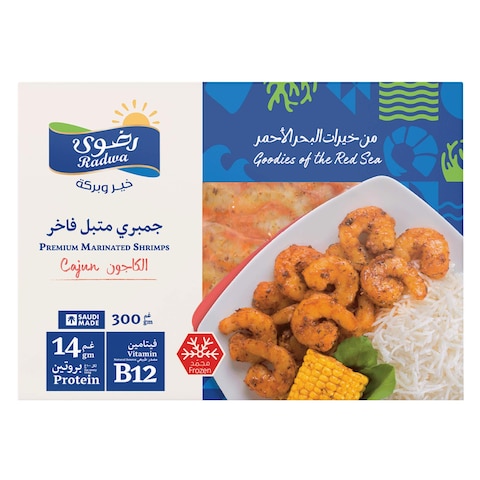 رضوى
Radwa
خير وبركة
من خيرات البحر الأحمر
Goodies of the Red Sea
جمبري متبل فاخر
PREMIUM MARINATED SHRIMPS
Cajun الكاجون
SAUDI MADE
300 غم gm
14 غم gm
بروتين
Protein
فيتامين
Vitamin
B12
مجمد
Frozen